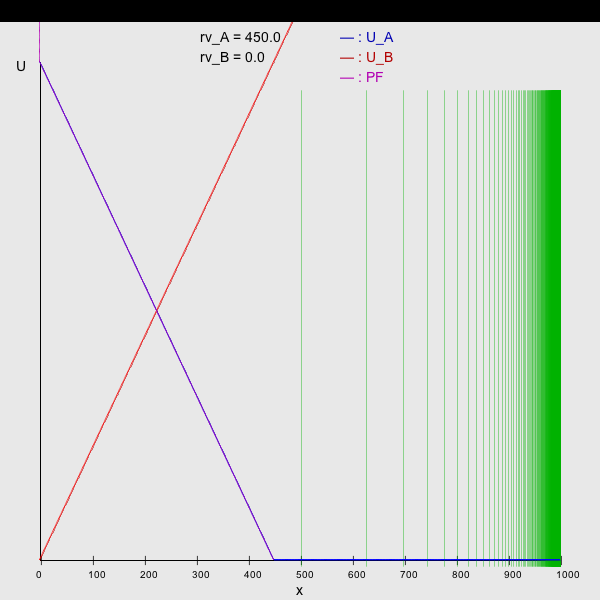 rv_A = 450.0
rv_B = 0.0
— : U_A
— : U_B
— : PF
U
0 100 200 300 400 500 600 700 800 900 1000
x